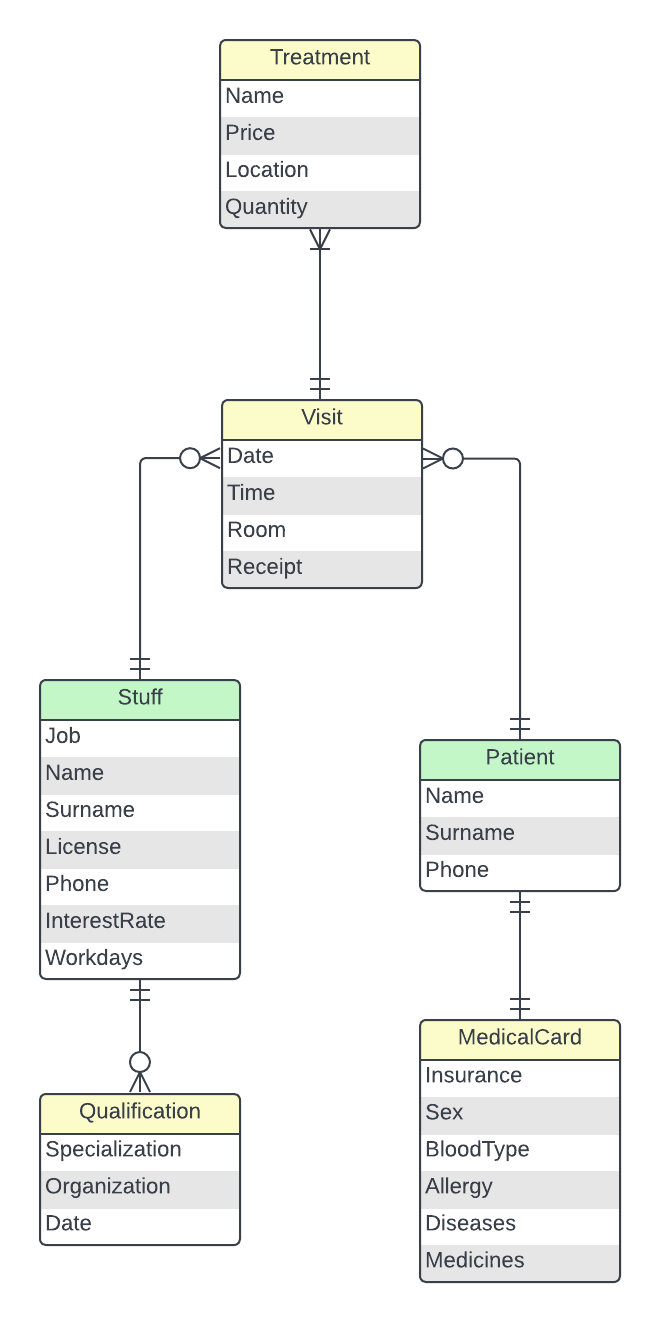 Treatment
Name
Price
Location
Quantity
Visit
Date
Time
Room
Receipt
Stuff
Job
Name
Surname
License
Phone
InterestRate
Workdays
Patient
Name
Surname
Phone
Qualification
Specialization
Organization
Date
MedicalCard
Insurance
Sex
BloodType
Allergy
Diseases
Medicines